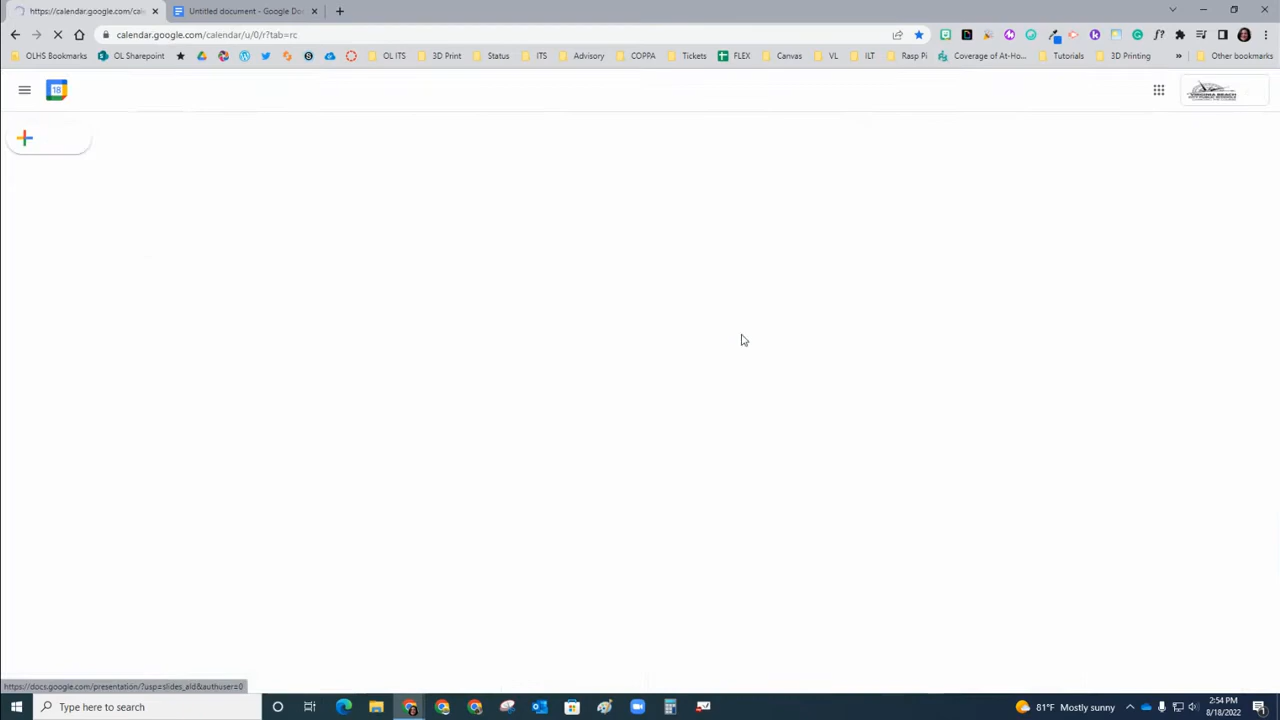 https://calendar.google.com/cal
Untitled document - Google Doc
calendar.google.com/calendar/u/0/r?tab=rc
OLHS Bookmarks
OL Sharepoint
OL ITS
3D Print
Status
ITS
Advisory
COPPA
Tickets
FLEX
Canvas
VL
ILT
Rasp Pi
Coverage of At-Ho...
Tutorials
3D Printing
»
Other bookmarks
18
VIRGINIA BEACH
https://docs.google.com/presentation/?usp=slides_ald&authuser=0
Type here to search
81°F Mostly sunny
2:54 PM
8/18/2022